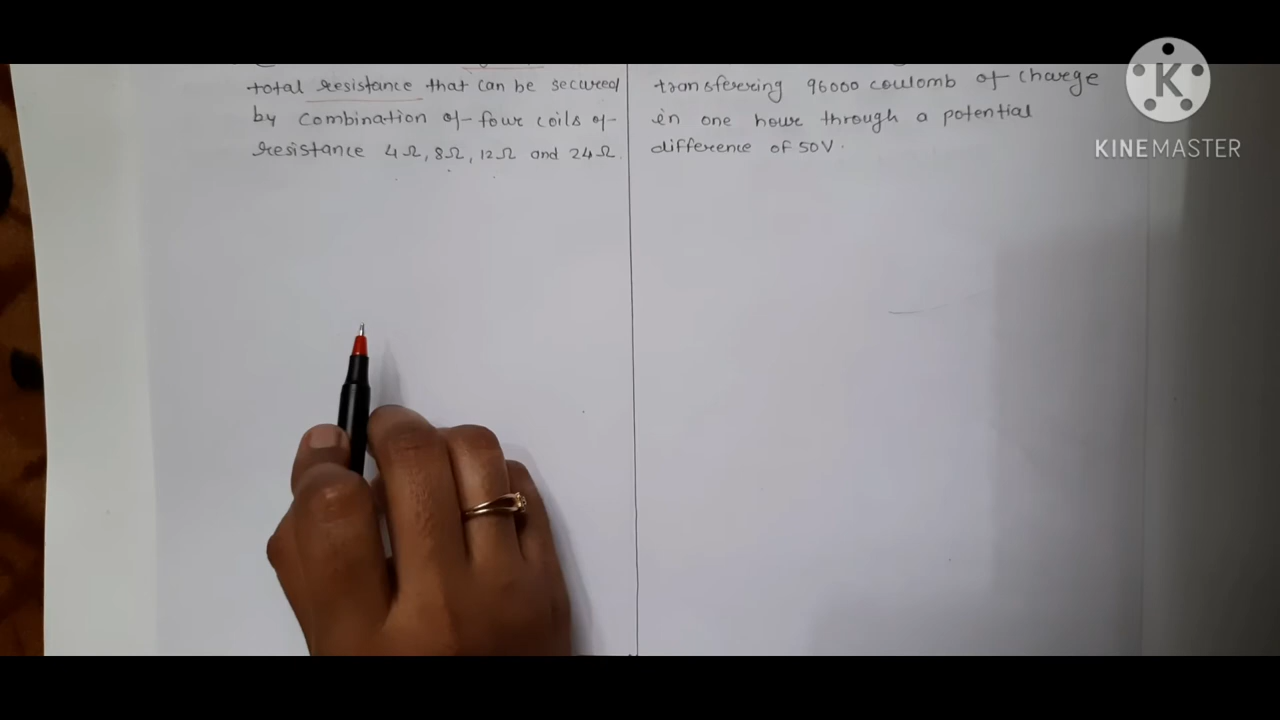 total resistance that can be secured
by combination of four coils of
resistance 4Ω, 8Ω, 12Ω and 24Ω.
transfering 96000 coulomb of charge
in one hour through a potential
difference of 50V.
K
KINEMASTER